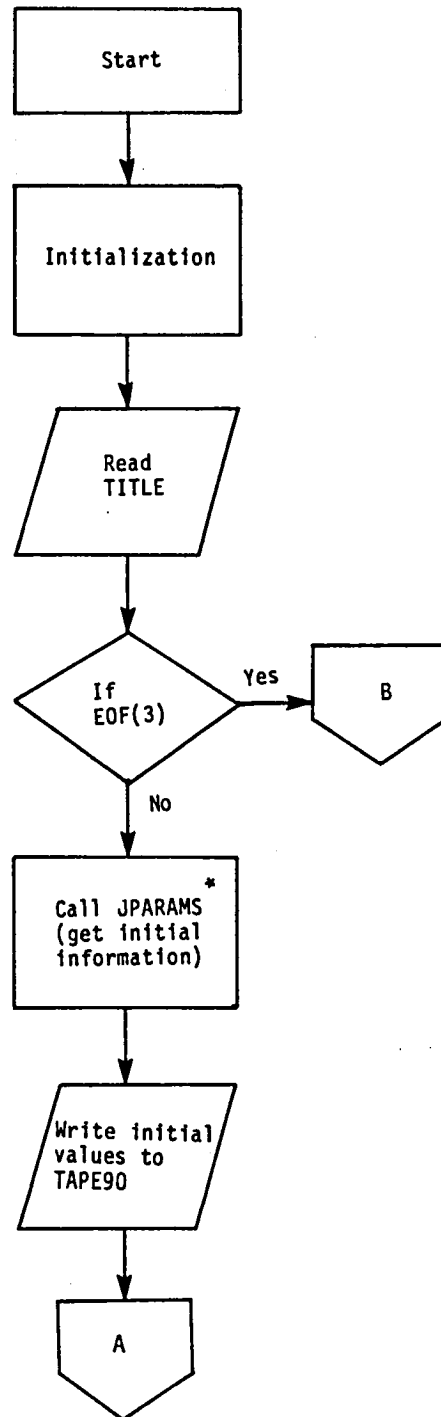 Start
Initialization
Read
TITLE
If
EOF(3)
Yes
B
No
*
Call JPARAMS
(get initial
information)
Write initial
values to
TAPE90
A